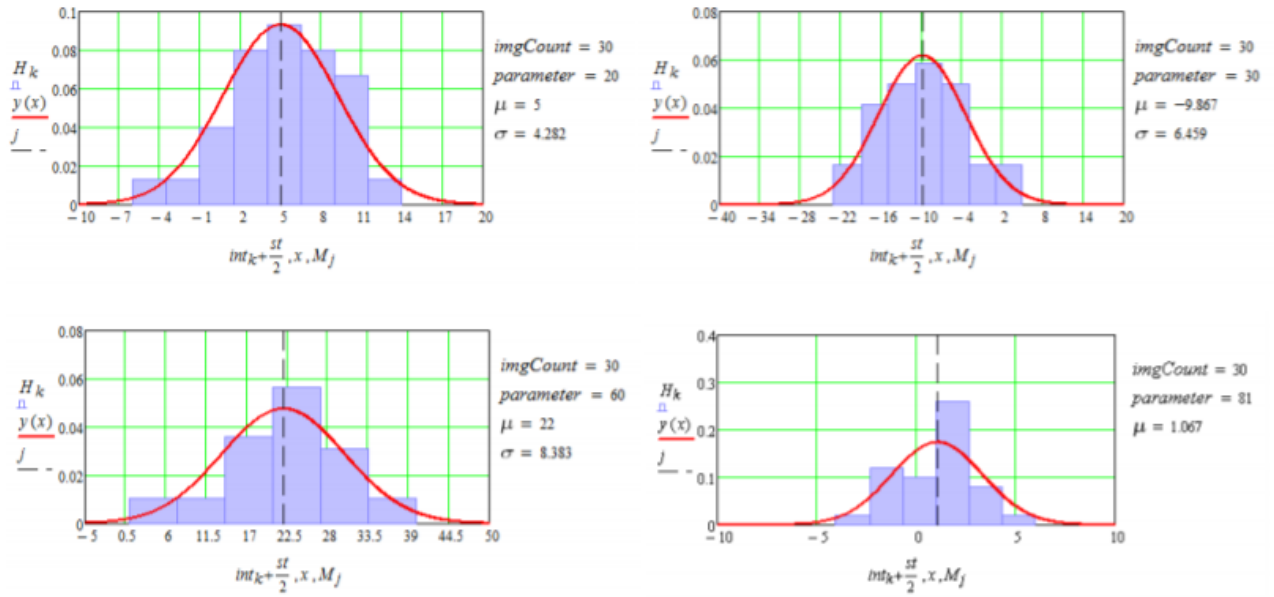 0.1
0.08
0.06
0.04
0.02
0
H_k
y(x)
j
−10 −7 −4 −1 2 5 8 11 14 17 20
int_k+st/2 ,x ,M_j
imgCount = 30
parameter = 20
μ = 5
σ = 4.282
0.08
0.06
0.04
0.02
0
H_k
y(x)
j
−40 −34 −28 −22 −16 −10 −4 2 8 14 20
int_k+st/2 ,x ,M_j
imgCount = 30
parameter = 30
μ = −9.867
σ = 6.459
0.08
0.06
0.04
0.02
0
H_k
y(x)
j
−5 0.5 6 11.5 17 22.5 28 33.5 39 44.5 50
int_k+st/2 ,x ,M_j
imgCount = 30
parameter = 60
μ = 22
σ = 8.383
0.4
0.3
0.2
0.1
0
H_k
y(x)
j
−10 −5 0 5 10
int_k+st/2 ,x ,M_j
imgCount = 30
parameter = 81
μ = 1.067